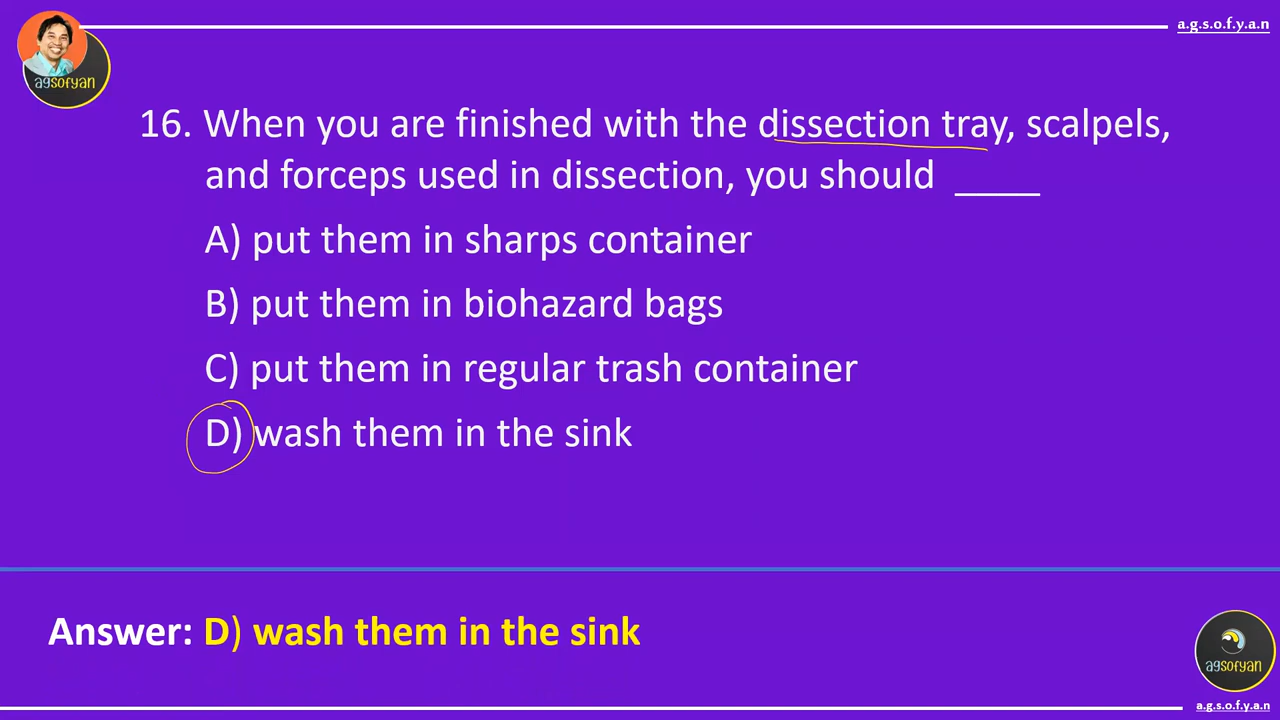 a.g.s.o.f.y.a.n
agsofyan
16. When you are finished with the dissection tray, scalpels,
and forceps used in dissection, you should ____
A) put them in sharps container
B) put them in biohazard bags
C) put them in regular trash container
D) wash them in the sink
Answer: D) wash them in the sink
agsofyan
a.g.s.o.f.y.a.n